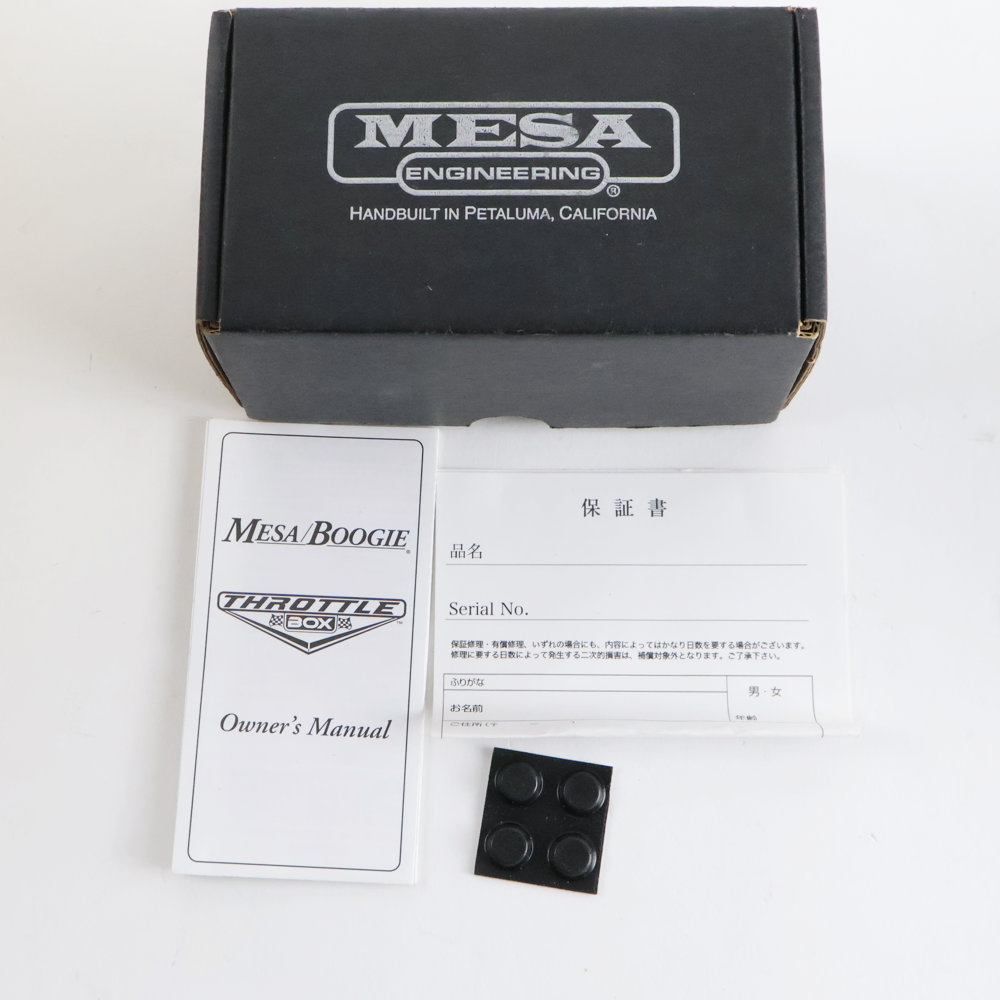 MESA
ENGINEERING®
HANDBUILT IN PETALUMA, CALIFORNIA
MESA/BOOGIE®
THROTTLE™
BOX
Owner's Manual
保証書
品名
Serial No.
保証修理・有償修理、いずれの場合にも、内容によってはかなり日数を要する場合がございます。
修理に要する日数によって発生する二次的損害は、補償対象外となります。ご了承下さい。
ふりがな
男・女
お名前